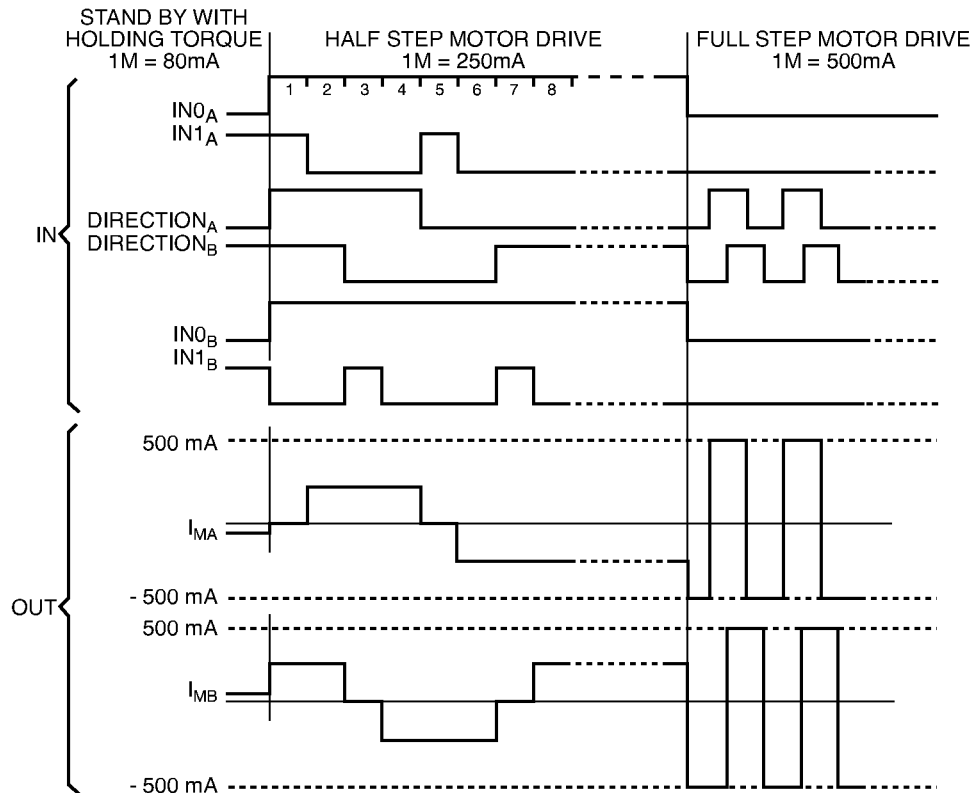 STAND BY WITH
HOLDING TORQUE
1M = 80mA
HALF STEP MOTOR DRIVE
1M = 250mA
FULL STEP MOTOR DRIVE
1M = 500mA
1 2 3 4 5 6 7 8
IN0A
IN1A
DIRECTIONA
IN
DIRECTIONB
IN0B
IN1B
500 mA
IMA
- 500 mA
OUT
500 mA
IMB
- 500 mA